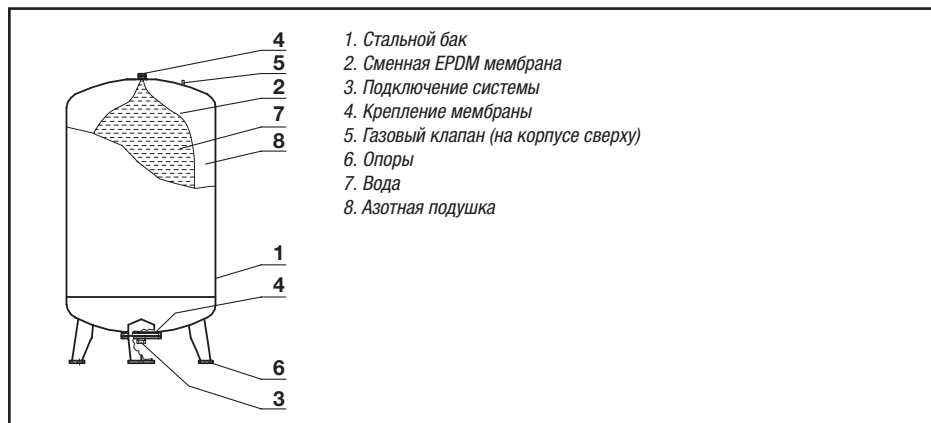 4
5
2
7
8
1
4
6
3
1. Стальной бак
2. Сменная EPDM мембрана
3. Подключение системы
4. Крепление мембраны
5. Газовый клапан (на корпусе сверху)
6. Опоры
7. Вода
8. Азотная подушка